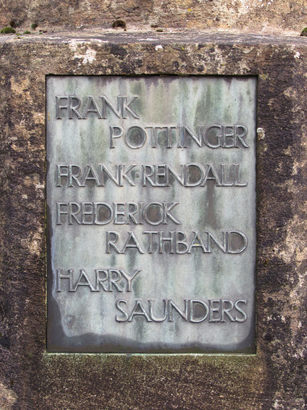 FRANK
POTTINGER
FRANK·RENDALL
FREDERICK
RATHBAND
HARRY
SAUNDERS